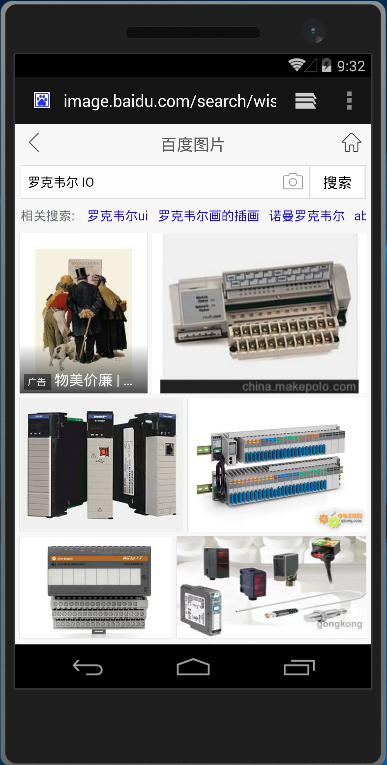 9:32
image.baidu.com/search/wis
百度图片
罗克韦尔 IO
搜索
相关搜索: 罗克韦尔ui 罗克韦尔画的插画 诺曼罗克韦尔 ab
广告 物美价廉 | ...
china.makepolo.com
gongkong